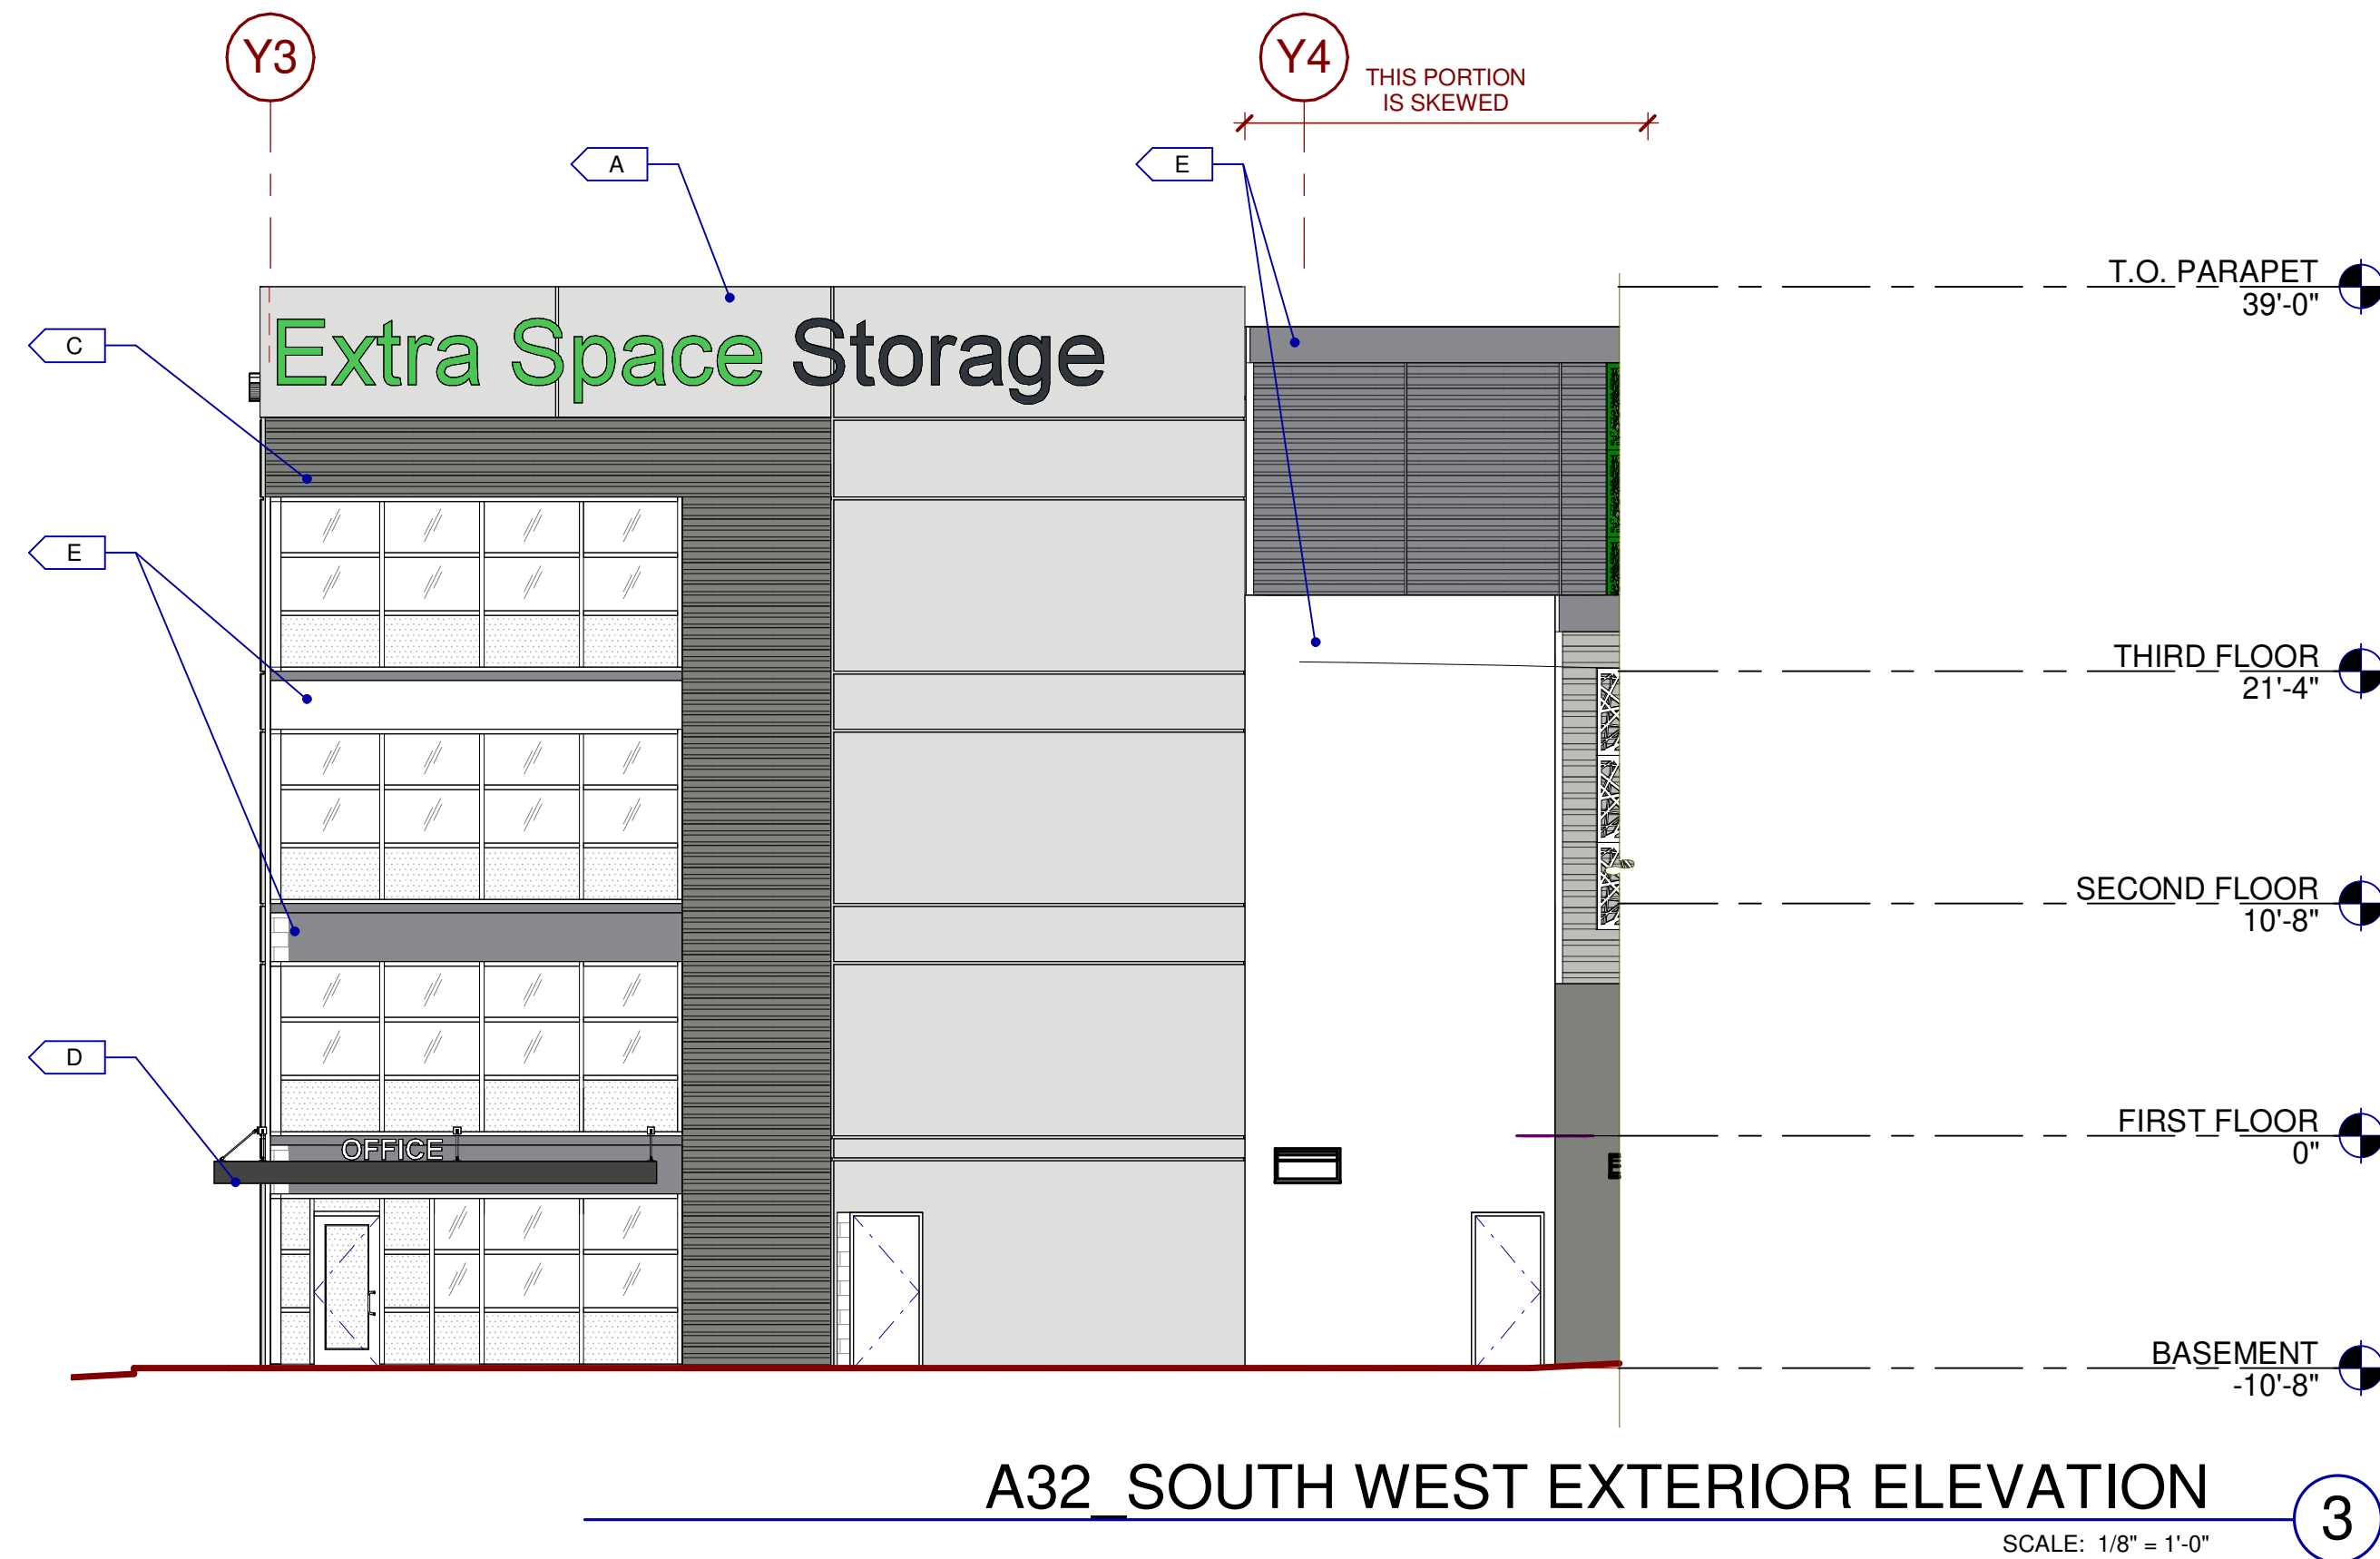 Y3
Y4
THIS PORTION
IS SKEWED
A
E
T.O. PARAPET
39'-0"
C
Extra Space Storage
E
THIRD FLOOR
21'-4"
SECOND FLOOR
10'-8"
D
FIRST FLOOR
0"
OFFICE
BASEMENT
-10'-8"
A32_SOUTH WEST EXTERIOR ELEVATION
3
SCALE: 1/8" = 1'-0"